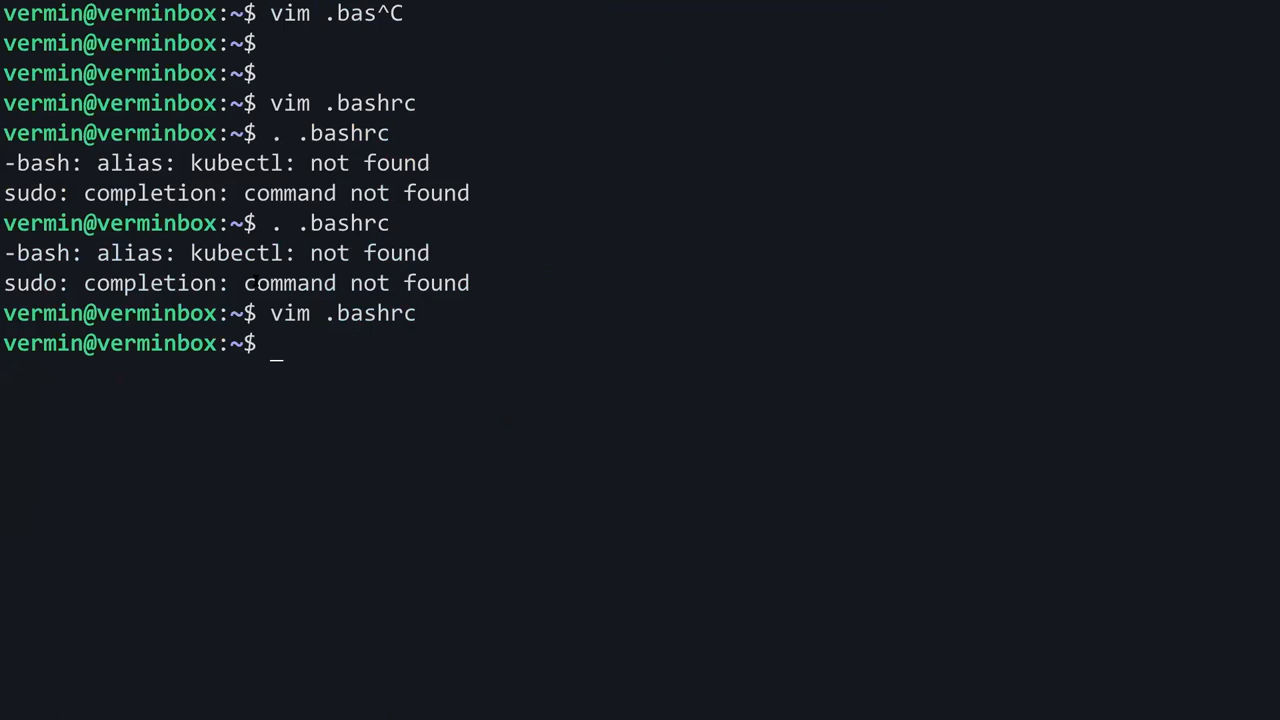 vermin@verminbox:~$ vim .bas^C
vermin@verminbox:~$
vermin@verminbox:~$
vermin@verminbox:~$ vim .bashrc
vermin@verminbox:~$ . .bashrc
-bash: alias: kubectl: not found
sudo: completion: command not found
vermin@verminbox:~$ . .bashrc
-bash: alias: kubectl: not found
sudo: completion: command not found
vermin@verminbox:~$ vim .bashrc
vermin@verminbox:~$ _